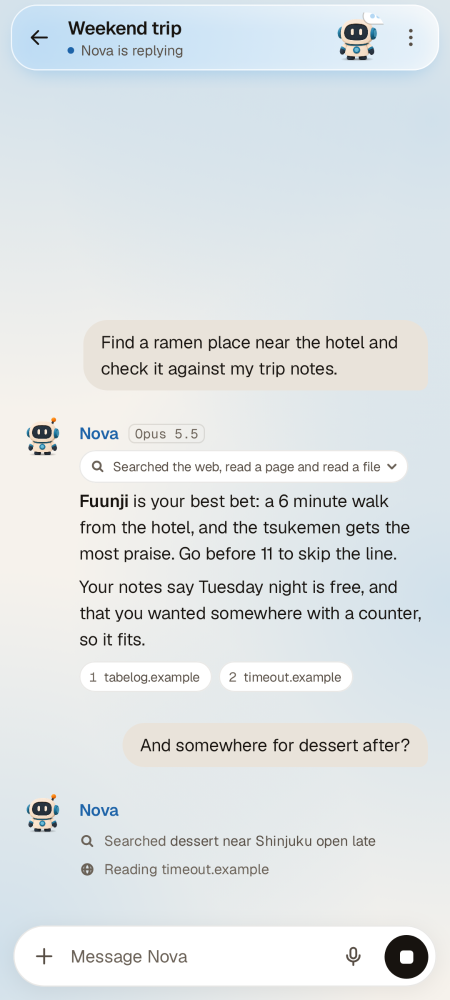 Weekend trip
Nova is replying
Find a ramen place near the hotel and
check it against my trip notes.
Nova Opus 5.5
Searched the web, read a page and read a file
Fuunji is your best bet: a 6 minute walk
from the hotel, and the tsukemen gets the
most praise. Go before 11 to skip the line.
Your notes say Tuesday night is free, and
that you wanted somewhere with a counter,
so it fits.
1 tabelog.example 2 timeout.example
And somewhere for dessert after?
Nova
Searched dessert near Shinjuku open late
Reading timeout.example
Message Nova